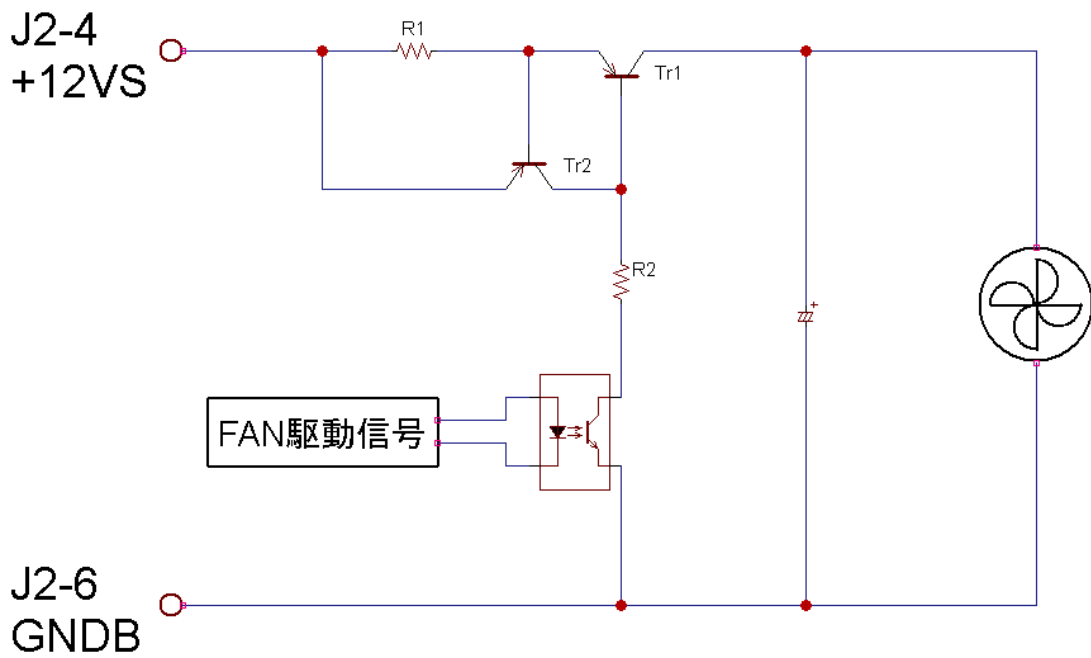 J2-4
+12VS
R1
Tr1
Tr2
R2
+
FAN駆動信号
J2-6
GNDB